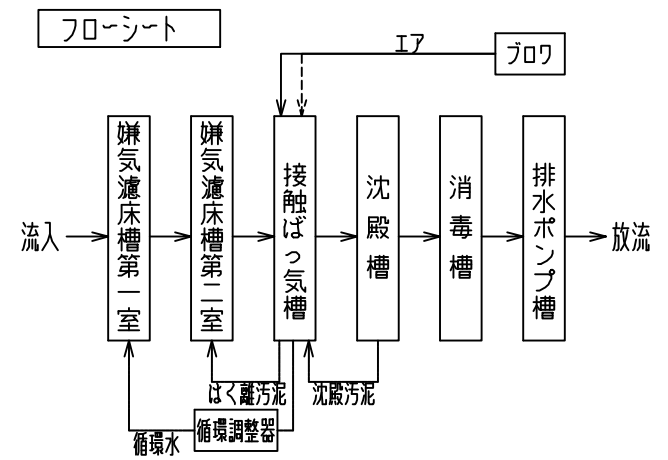 フローシート
エア
ブロワ
流入
嫌気濾床槽第一室
嫌気濾床槽第二室
接触ばっ気槽
沈殿槽
消毒槽
排水ポンプ槽
放流
はく離汚泥
沈殿汚泥
循環水
循環調整器